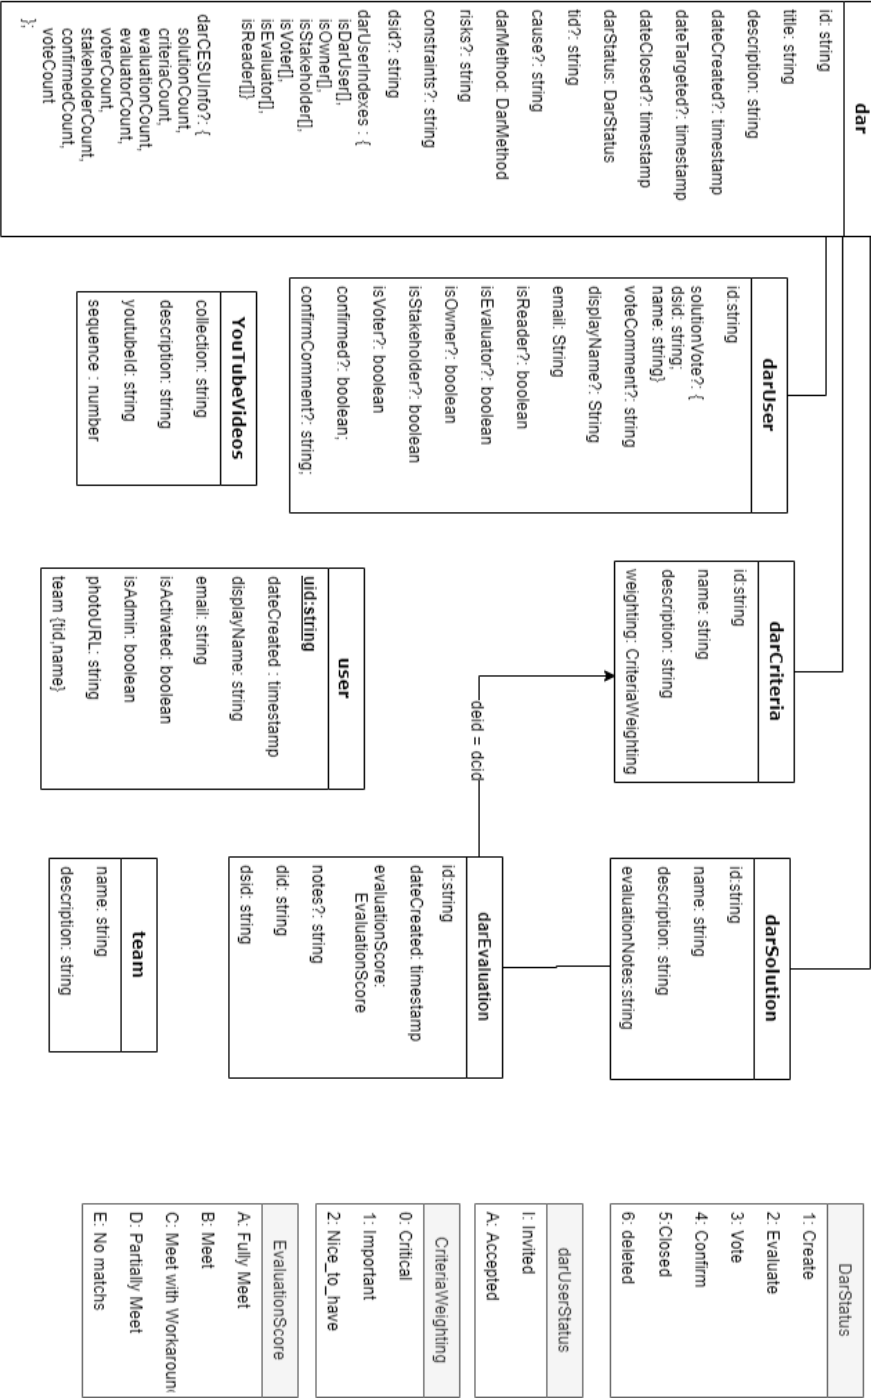 dar
id: string
title: string
description: string
dateCreated?: timestamp
dateTargeted?: timestamp
dateClosed?: timestamp
darStatus: DarStatus
tid?: string
cause?: string
darMethod: DarMethod
risks?: string
constraints?: string
dsid?: string
darUserIndexes : {
isDarUser[],
isOwner[],
isStakeholder[],
isVoter[],
isEvaluator[],
isReader[]}
darCESUInfo?: {
solutionCount,
criteriaCount,
evaluationCount,
evaluatorCount,
voterCount,
stakeholderCount,
confirmedCount,
voteCount
};
darUser
id:string
solutionVote?: {
dsid: string;
name: string}
voteComment?: string
displayName?: String
email: String
isReader?: boolean
isEvaluator?: boolean
isOwner?: boolean
isStakeholder?: boolean
isVoter?: boolean
confirmed?: boolean;
confirmComment?: string;
YouTubeVideos
collection: string
description: string
youtubeId: string
sequence : number
darCriteria
id:string
name: string
description: string
weighting: CriteriaWeighting
deid = dcid
user
uid:string
dateCreated : timestamp
displayName: string
email: string
isActivated: boolean
isAdmin: boolean
photoURL: string
team {tid,name}
darSolution
id:string
name: string
description: string
evaluationNotes:string
darEvaluation
id:string
dateCreated: timestamp
evaluationScore:
EvaluationScore
notes?: string
did: string
dsid: string
team
name: string
description: string
DarStatus
1: Create
2: Evaluate
3: Vote
4: Confirm
5:Closed
6: deleted
darUserStatus
I: Invited
A: Accepted
CriteriaWeighting
0: Critical
1: Important
2: Nice_to_have
EvaluationScore
A: Fully Meet
B: Meet
C: Meet with Workaroun
D: Partially Meet
E: No matchs